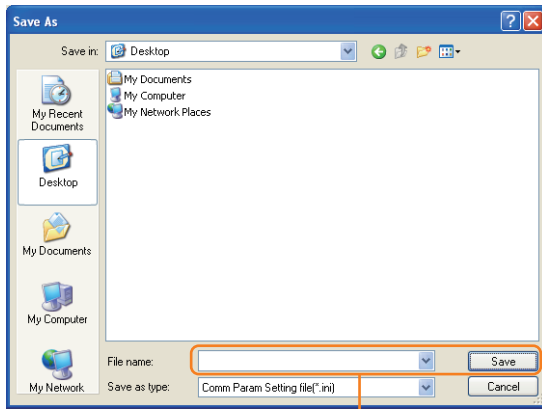 Save As
Save in: Desktop
My Documents
My Computer
My Network Places
My Recent
Documents
Desktop
My Documents
My Computer
My Network
File name:
Save
Save as type: Comm Param Setting file(*.ini)
Cancel